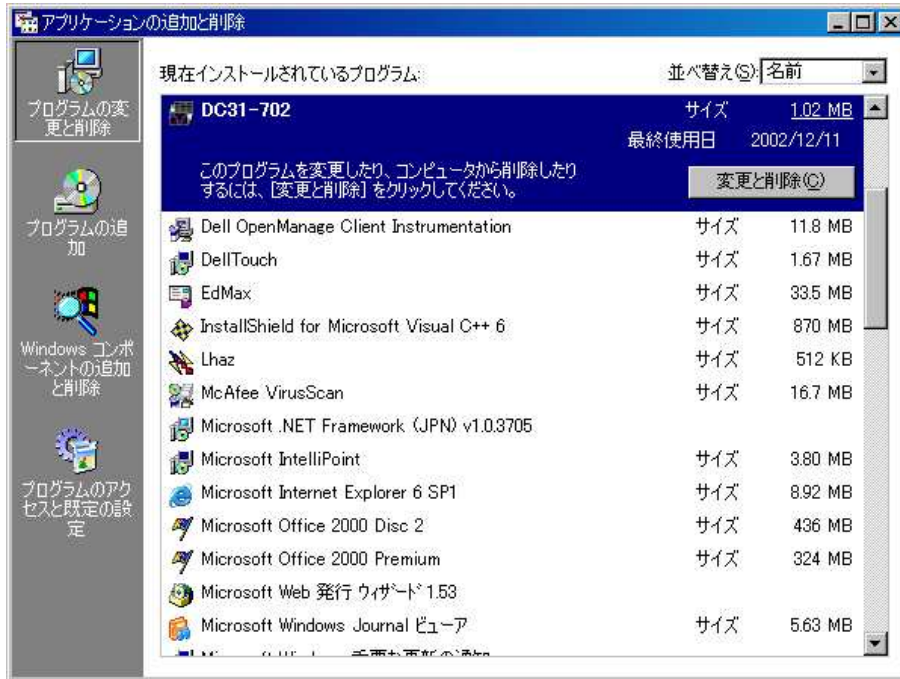 アプリケーションの追加と削除
プログラムの変
更と削除
プログラムの追
加
Windows コンポ
ーネントの追加
と削除
プログラムのアク
セスと既定の設
定
現在インストールされているプログラム:
並べ替え(S): 名前
DC31-702 サイズ 1.02 MB
最終使用日 2002/12/11
このプログラムを変更したり、コンピュータから削除したり
するには、[変更と削除] をクリックしてください。
変更と削除(C)
Dell OpenManage Client Instrumentation サイズ 11.8 MB
DellTouch サイズ 1.67 MB
EdMax サイズ 33.5 MB
InstallShield for Microsoft Visual C++ 6 サイズ 870 MB
Lhaz サイズ 512 KB
McAfee VirusScan サイズ 16.7 MB
Microsoft .NET Framework (JPN) v1.0.3705
Microsoft IntelliPoint サイズ 3.80 MB
Microsoft Internet Explorer 6 SP1 サイズ 8.92 MB
Microsoft Office 2000 Disc 2 サイズ 436 MB
Microsoft Office 2000 Premium サイズ 324 MB
Microsoft Web 発行 ウィザード 1.53
Microsoft Windows Journal ビューア サイズ 5.63 MB